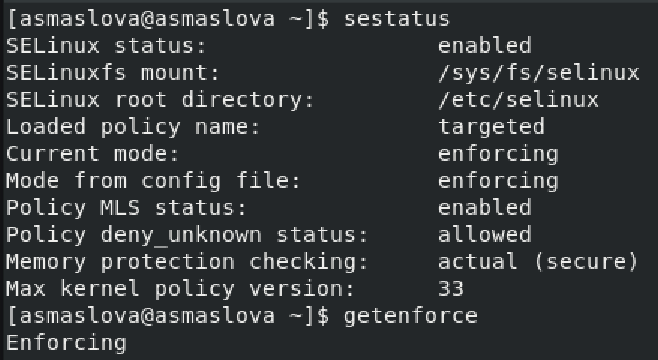 [asmaslova@asmaslova ~]$ sestatus
SELinux status:                 enabled
SELinuxfs mount:                /sys/fs/selinux
SELinux root directory:         /etc/selinux
Loaded policy name:             targeted
Current mode:                   enforcing
Mode from config file:          enforcing
Policy MLS status:              enabled
Policy deny_unknown status:     allowed
Memory protection checking:     actual (secure)
Max kernel policy version:      33
[asmaslova@asmaslova ~]$ getenforce
Enforcing